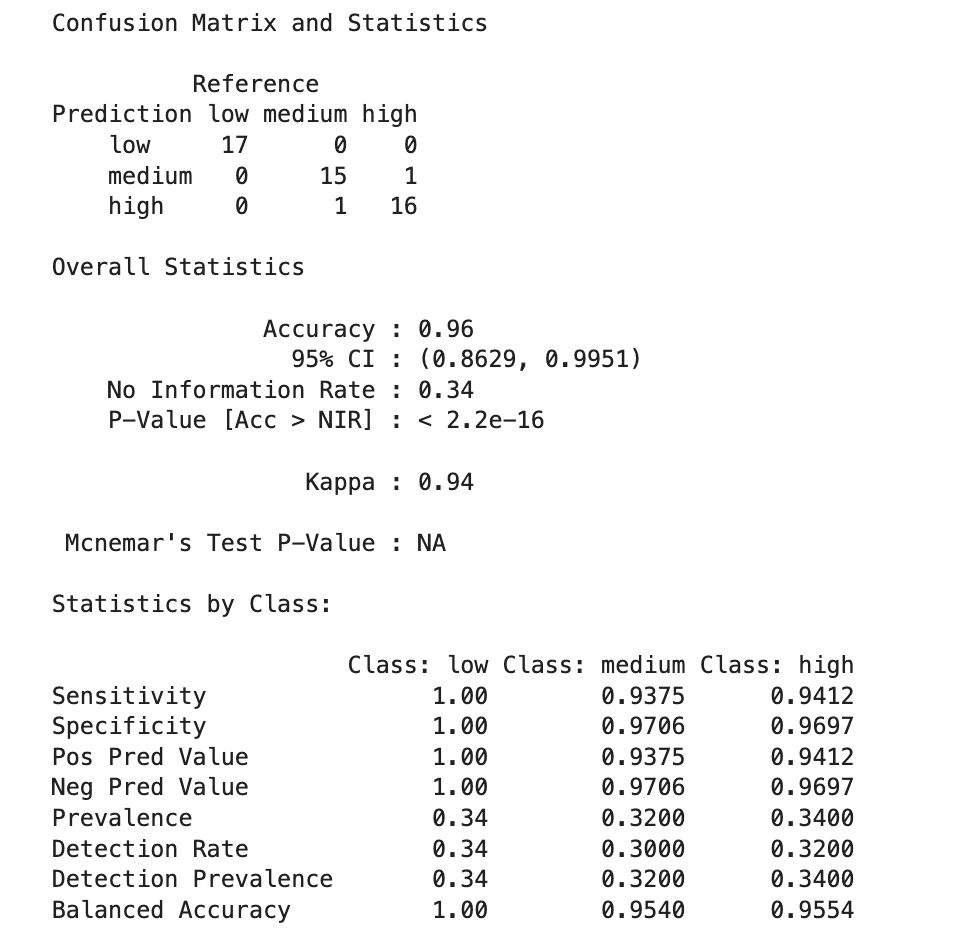 Confusion Matrix and Statistics

          Reference
Prediction low medium high
    low     17      0    0
    medium   0     15    1
    high     0      1   16

Overall Statistics

               Accuracy : 0.96
                 95% CI : (0.8629, 0.9951)
    No Information Rate : 0.34
    P-Value [Acc > NIR] : < 2.2e-16

                  Kappa : 0.94

 Mcnemar's Test P-Value : NA

Statistics by Class:

                     Class: low Class: medium Class: high
Sensitivity                1.00        0.9375      0.9412
Specificity                1.00        0.9706      0.9697
Pos Pred Value             1.00        0.9375      0.9412
Neg Pred Value             1.00        0.9706      0.9697
Prevalence                 0.34        0.3200      0.3400
Detection Rate             0.34        0.3000      0.3200
Detection Prevalence       0.34        0.3200      0.3400
Balanced Accuracy          1.00        0.9540      0.9554